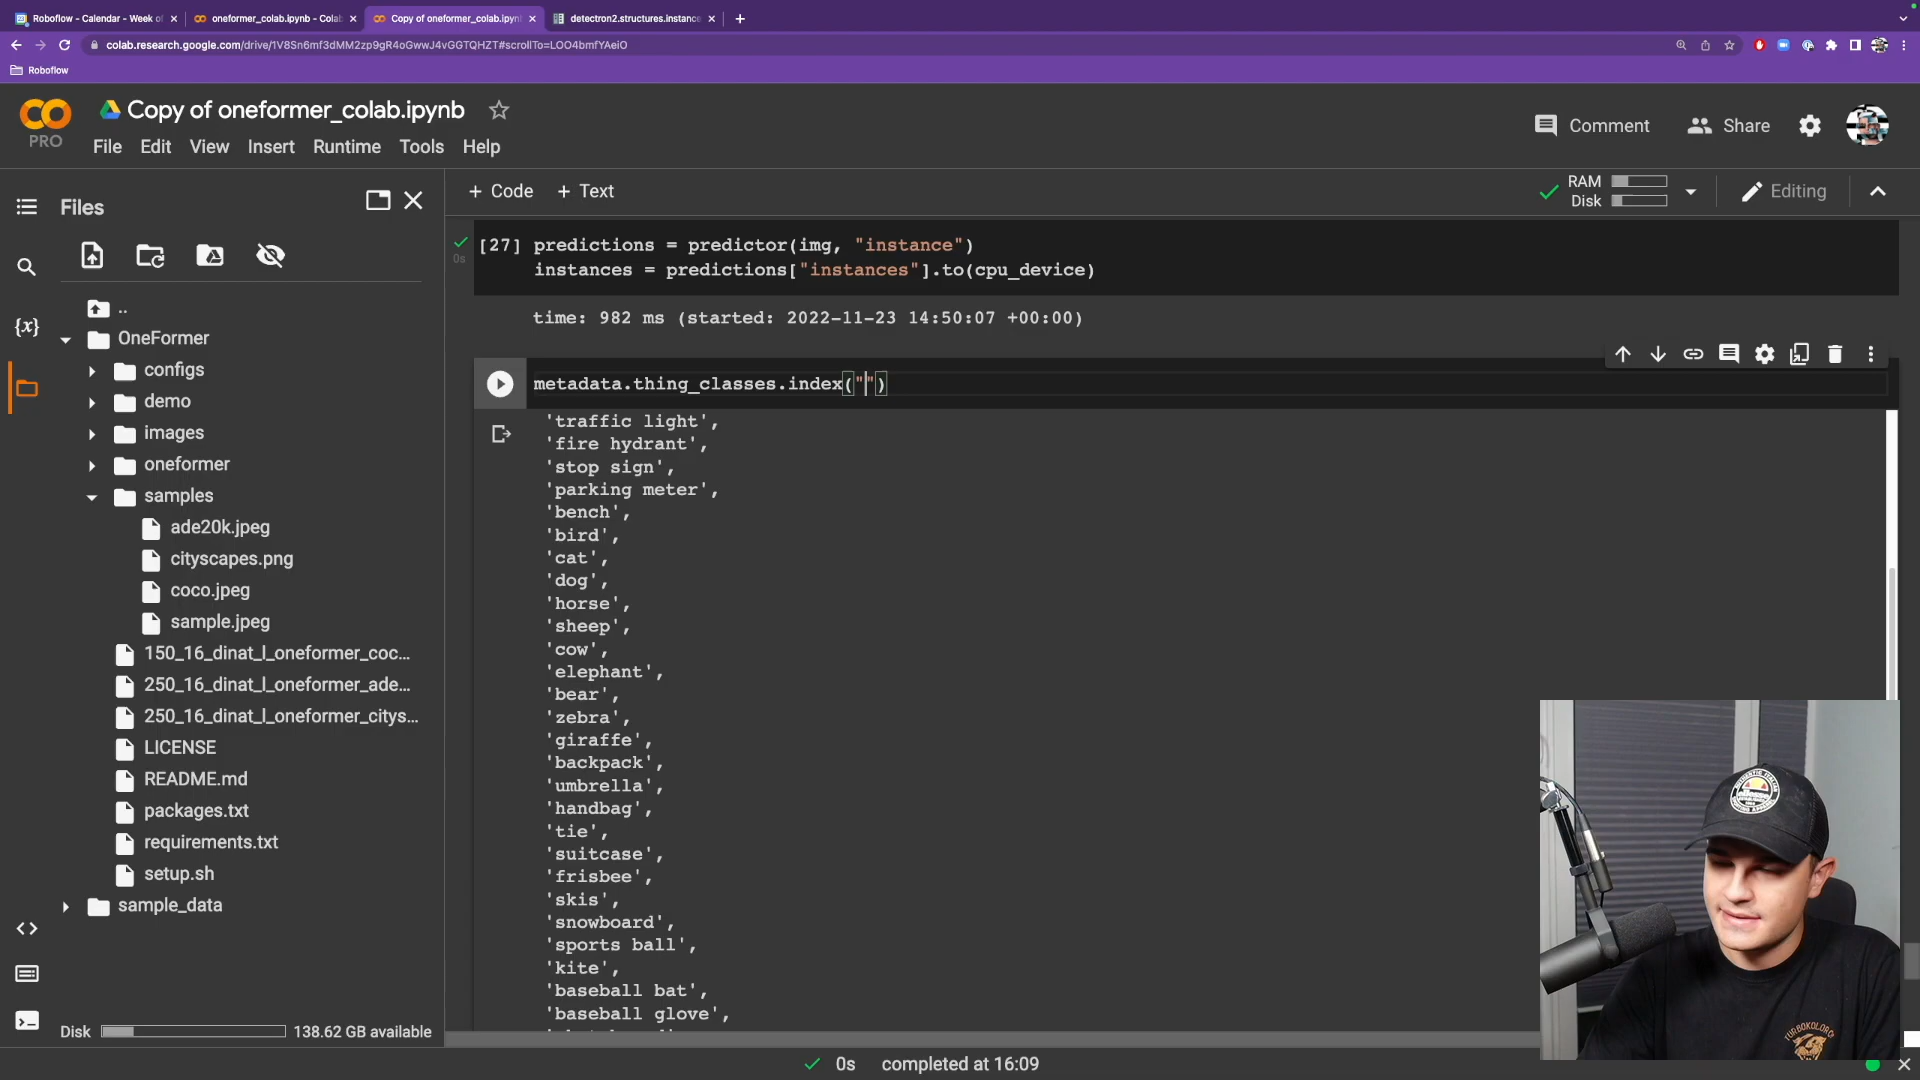 Roboflow - Calendar - Week of
oneformer_colab.ipynb - Colab
Copy of oneformer_colab.ipynb
detectron2.structures.instance
colab.research.google.com/drive/1V8Sn6mf3dMM2zp9gR4oGwwJ4vGGTQHZT#scrollTo=LOO4bmfYAeiO
Roboflow
PRO
Copy of oneformer_colab.ipynb
File Edit View Insert Runtime Tools Help
Comment
Share
Files
+ Code + Text
RAM
Disk
Editing
..
OneFormer
configs
demo
images
oneformer
samples
ade20k.jpeg
cityscapes.png
coco.jpeg
sample.jpeg
150_16_dinat_l_oneformer_coc...
250_16_dinat_l_oneformer_ade...
250_16_dinat_l_oneformer_citys...
LICENSE
README.md
packages.txt
requirements.txt
setup.sh
sample_data
Disk 138.62 GB available
[27] predictions = predictor(img, "instance")
0s
instances = predictions["instances"].to(cpu_device)
time: 982 ms (started: 2022-11-23 14:50:07 +00:00)
metadata.thing_classes.index("")
'traffic light',
'fire hydrant',
'stop sign',
'parking meter',
'bench',
'bird',
'cat',
'dog',
'horse',
'sheep',
'cow',
'elephant',
'bear',
'zebra',
'giraffe',
'backpack',
'umbrella',
'handbag',
'tie',
'suitcase',
'frisbee',
'skis',
'snowboard',
'sports ball',
'kite',
'baseball bat',
'baseball glove',
0s completed at 16:09